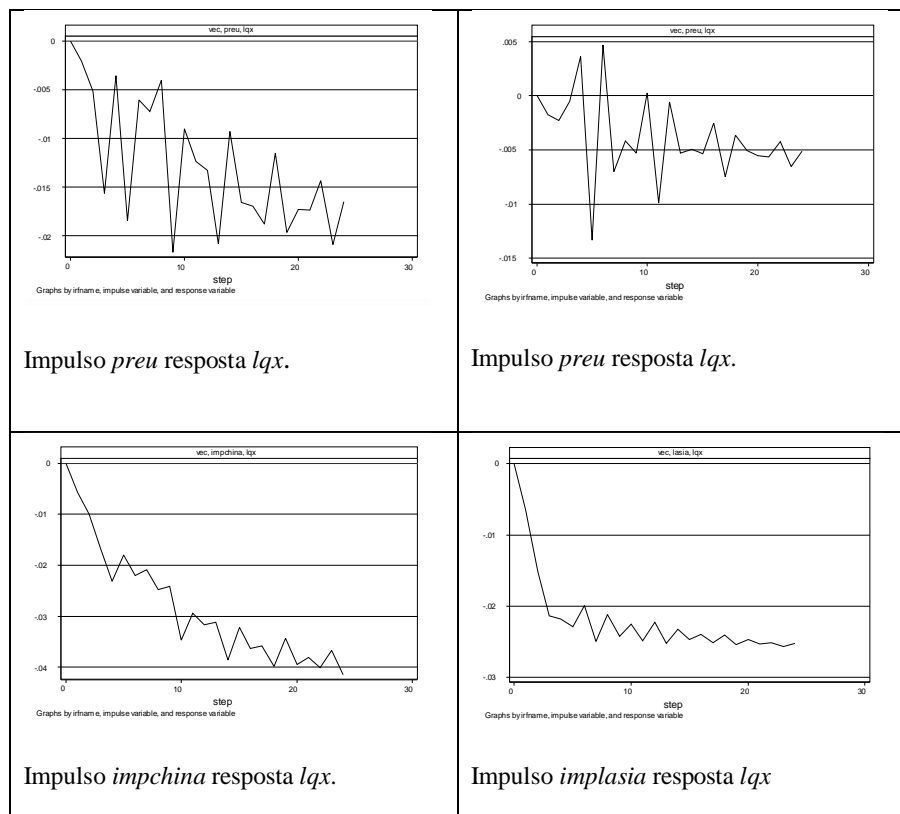 vec, preu, lqx
0
-.005
-.01
-.015
-.02
0
10
20
30
step
Graphs by irfname, impulse variable, and response variable
Impulso preu resposta lqx.
vec, preu, lqx
.005
0
-.005
-.01
-.015
0
10
20
30
step
Graphs by irfname, impulse variable, and response variable
Impulso preu resposta lqx.
vec, impchina, lqx
0
-.01
-.02
-.03
-.04
0
10
20
30
step
Graphs by irfname, impulse variable, and response variable
Impulso impchina resposta lqx.
vec, lasia, lqx
0
-.01
-.02
-.03
0
10
20
30
step
Graphs by irfname, impulse variable, and response variable
Impulso implasia resposta lqx